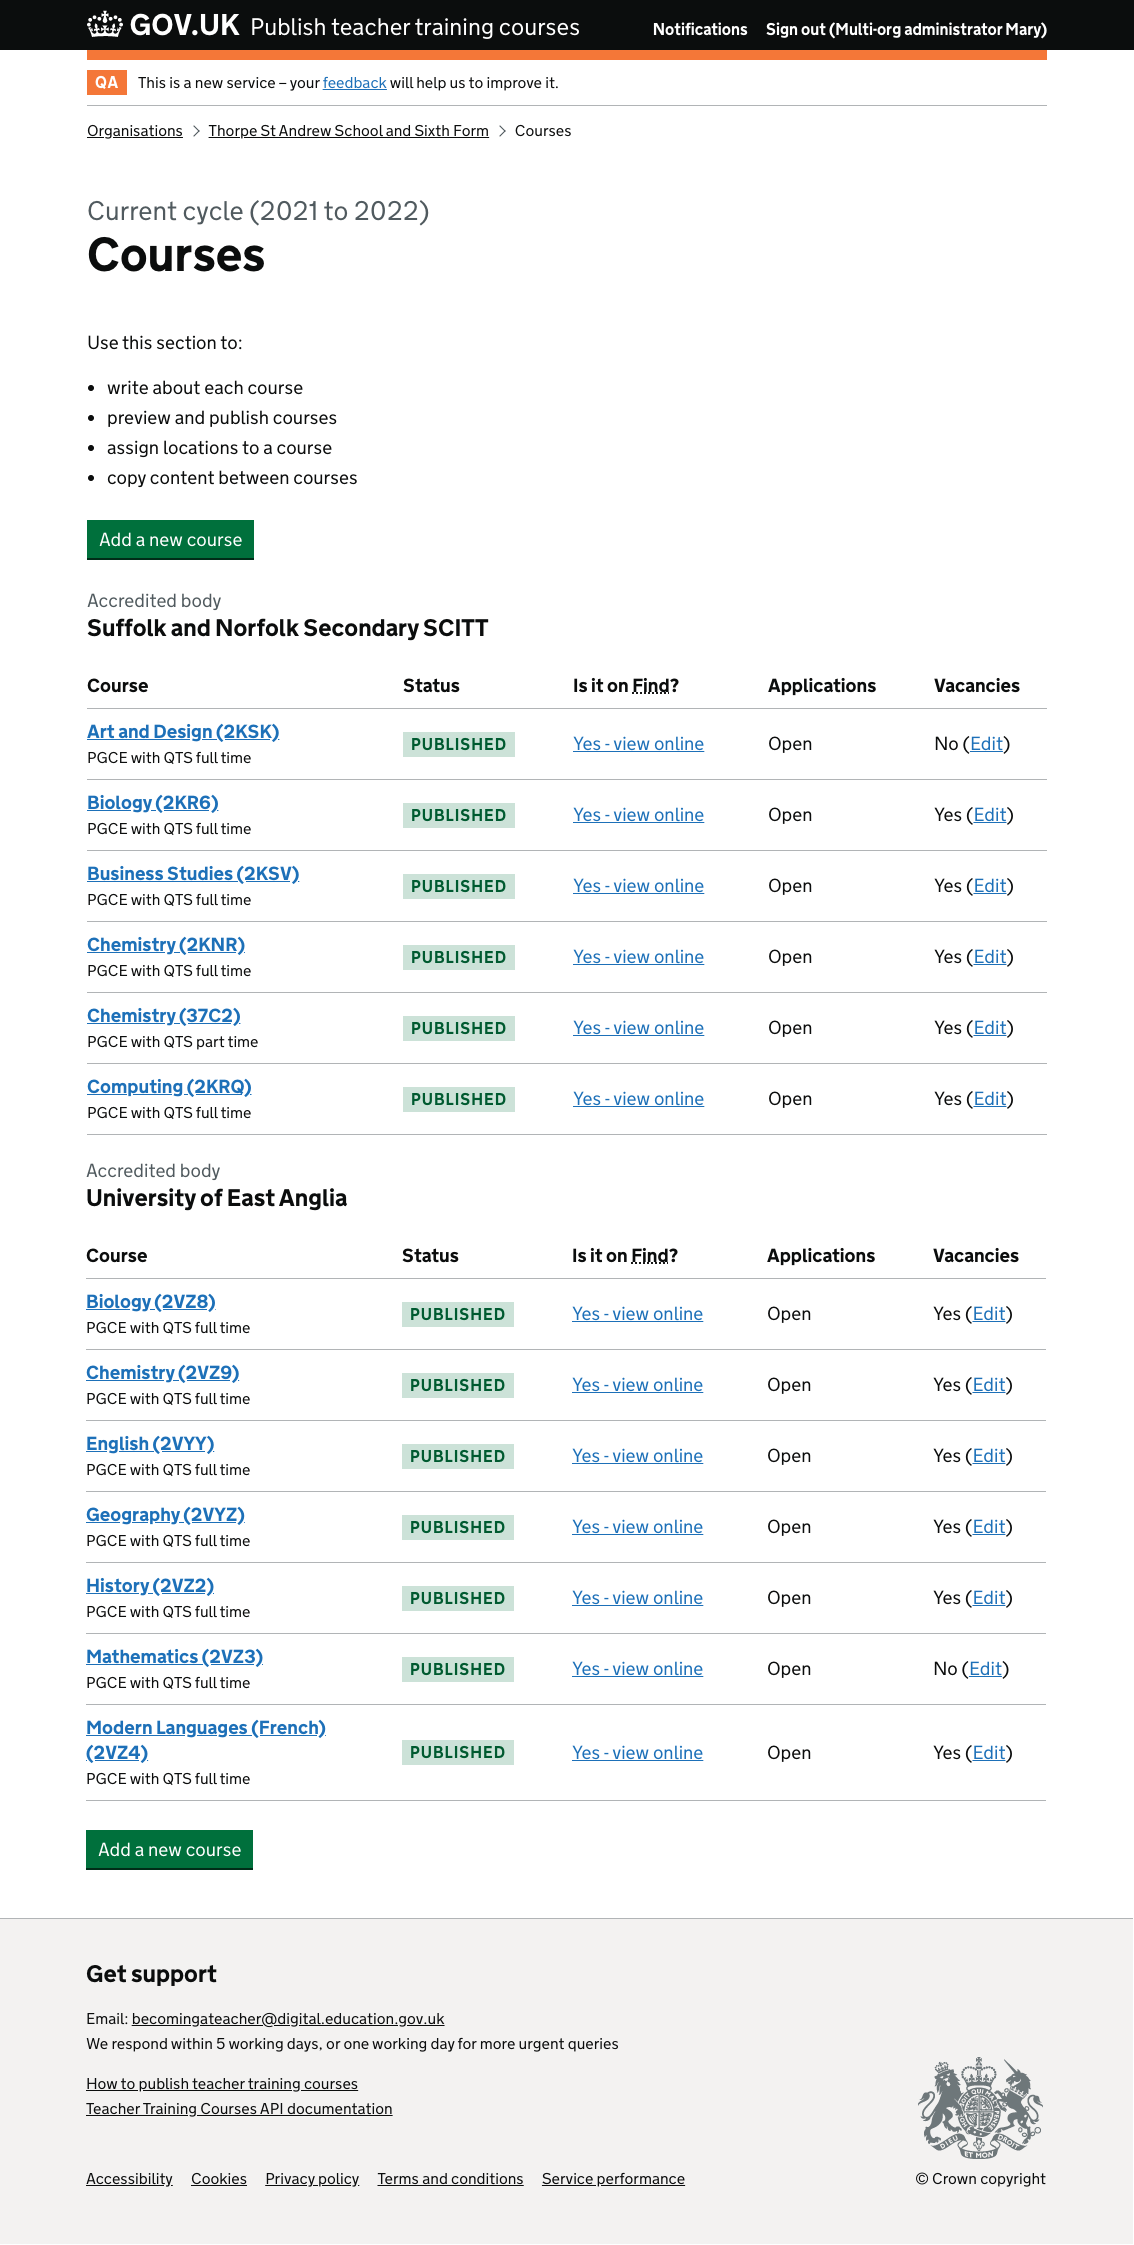 GOV.UK Publish teacher training courses Notifications Sign out (Multi-org administrator Mary)
QA This is a new service – your feedback will help us to improve it.
Organisations Thorpe St Andrew School and Sixth Form Courses
Current cycle (2021 to 2022)
Courses
Use this section to:
• write about each course
• preview and publish courses
• assign locations to a course
• copy content between courses
Add a new course
Accredited body
Suffolk and Norfolk Secondary SCITT
Course Status Is it on Find? Applications Vacancies
Art and Design (2KSK)
PGCE with QTS full time
PUBLISHED Yes - view online Open No (Edit)
Biology (2KR6)
PGCE with QTS full time
PUBLISHED Yes - view online Open Yes (Edit)
Business Studies (2KSV)
PGCE with QTS full time
PUBLISHED Yes - view online Open Yes (Edit)
Chemistry (2KNR)
PGCE with QTS full time
PUBLISHED Yes - view online Open Yes (Edit)
Chemistry (37C2)
PGCE with QTS part time
PUBLISHED Yes - view online Open Yes (Edit)
Computing (2KRQ)
PGCE with QTS full time
PUBLISHED Yes - view online Open Yes (Edit)
Accredited body
University of East Anglia
Course Status Is it on Find? Applications Vacancies
Biology (2VZ8)
PGCE with QTS full time
PUBLISHED Yes - view online Open Yes (Edit)
Chemistry (2VZ9)
PGCE with QTS full time
PUBLISHED Yes - view online Open Yes (Edit)
English (2VYY)
PGCE with QTS full time
PUBLISHED Yes - view online Open Yes (Edit)
Geography (2VYZ)
PGCE with QTS full time
PUBLISHED Yes - view online Open Yes (Edit)
History (2VZ2)
PGCE with QTS full time
PUBLISHED Yes - view online Open Yes (Edit)
Mathematics (2VZ3)
PGCE with QTS full time
PUBLISHED Yes - view online Open No (Edit)
Modern Languages (French)
(2VZ4)
PGCE with QTS full time
PUBLISHED Yes - view online Open Yes (Edit)
Add a new course
Get support
Email: becomingateacher@digital.education.gov.uk
We respond within 5 working days, or one working day for more urgent queries
How to publish teacher training courses
Teacher Training Courses API documentation
DIEU ET MON DROIT
Accessibility Cookies Privacy policy Terms and conditions Service performance © Crown copyright